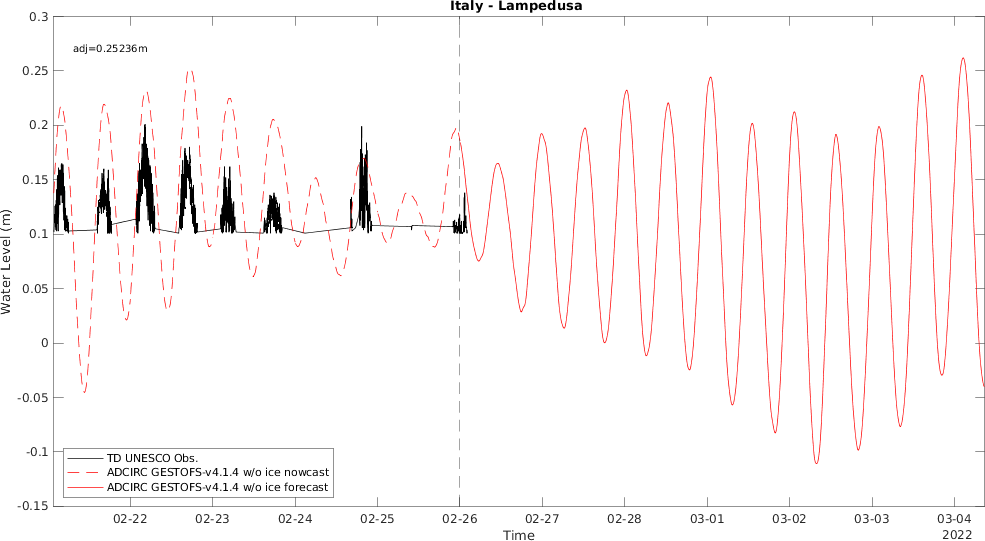 Italy - Lampedusa
adj=0.25236m
0.3
0.25
0.2
0.15
0.1
0.05
0
-0.05
-0.1
-0.15
Water Level (m)
TD UNESCO Obs.
ADCIRC GESTOFS-v4.1.4 w/o ice nowcast
ADCIRC GESTOFS-v4.1.4 w/o ice forecast
02-22 02-23 02-24 02-25 02-26 02-27 02-28 03-01 03-02 03-03 03-04
Time
2022